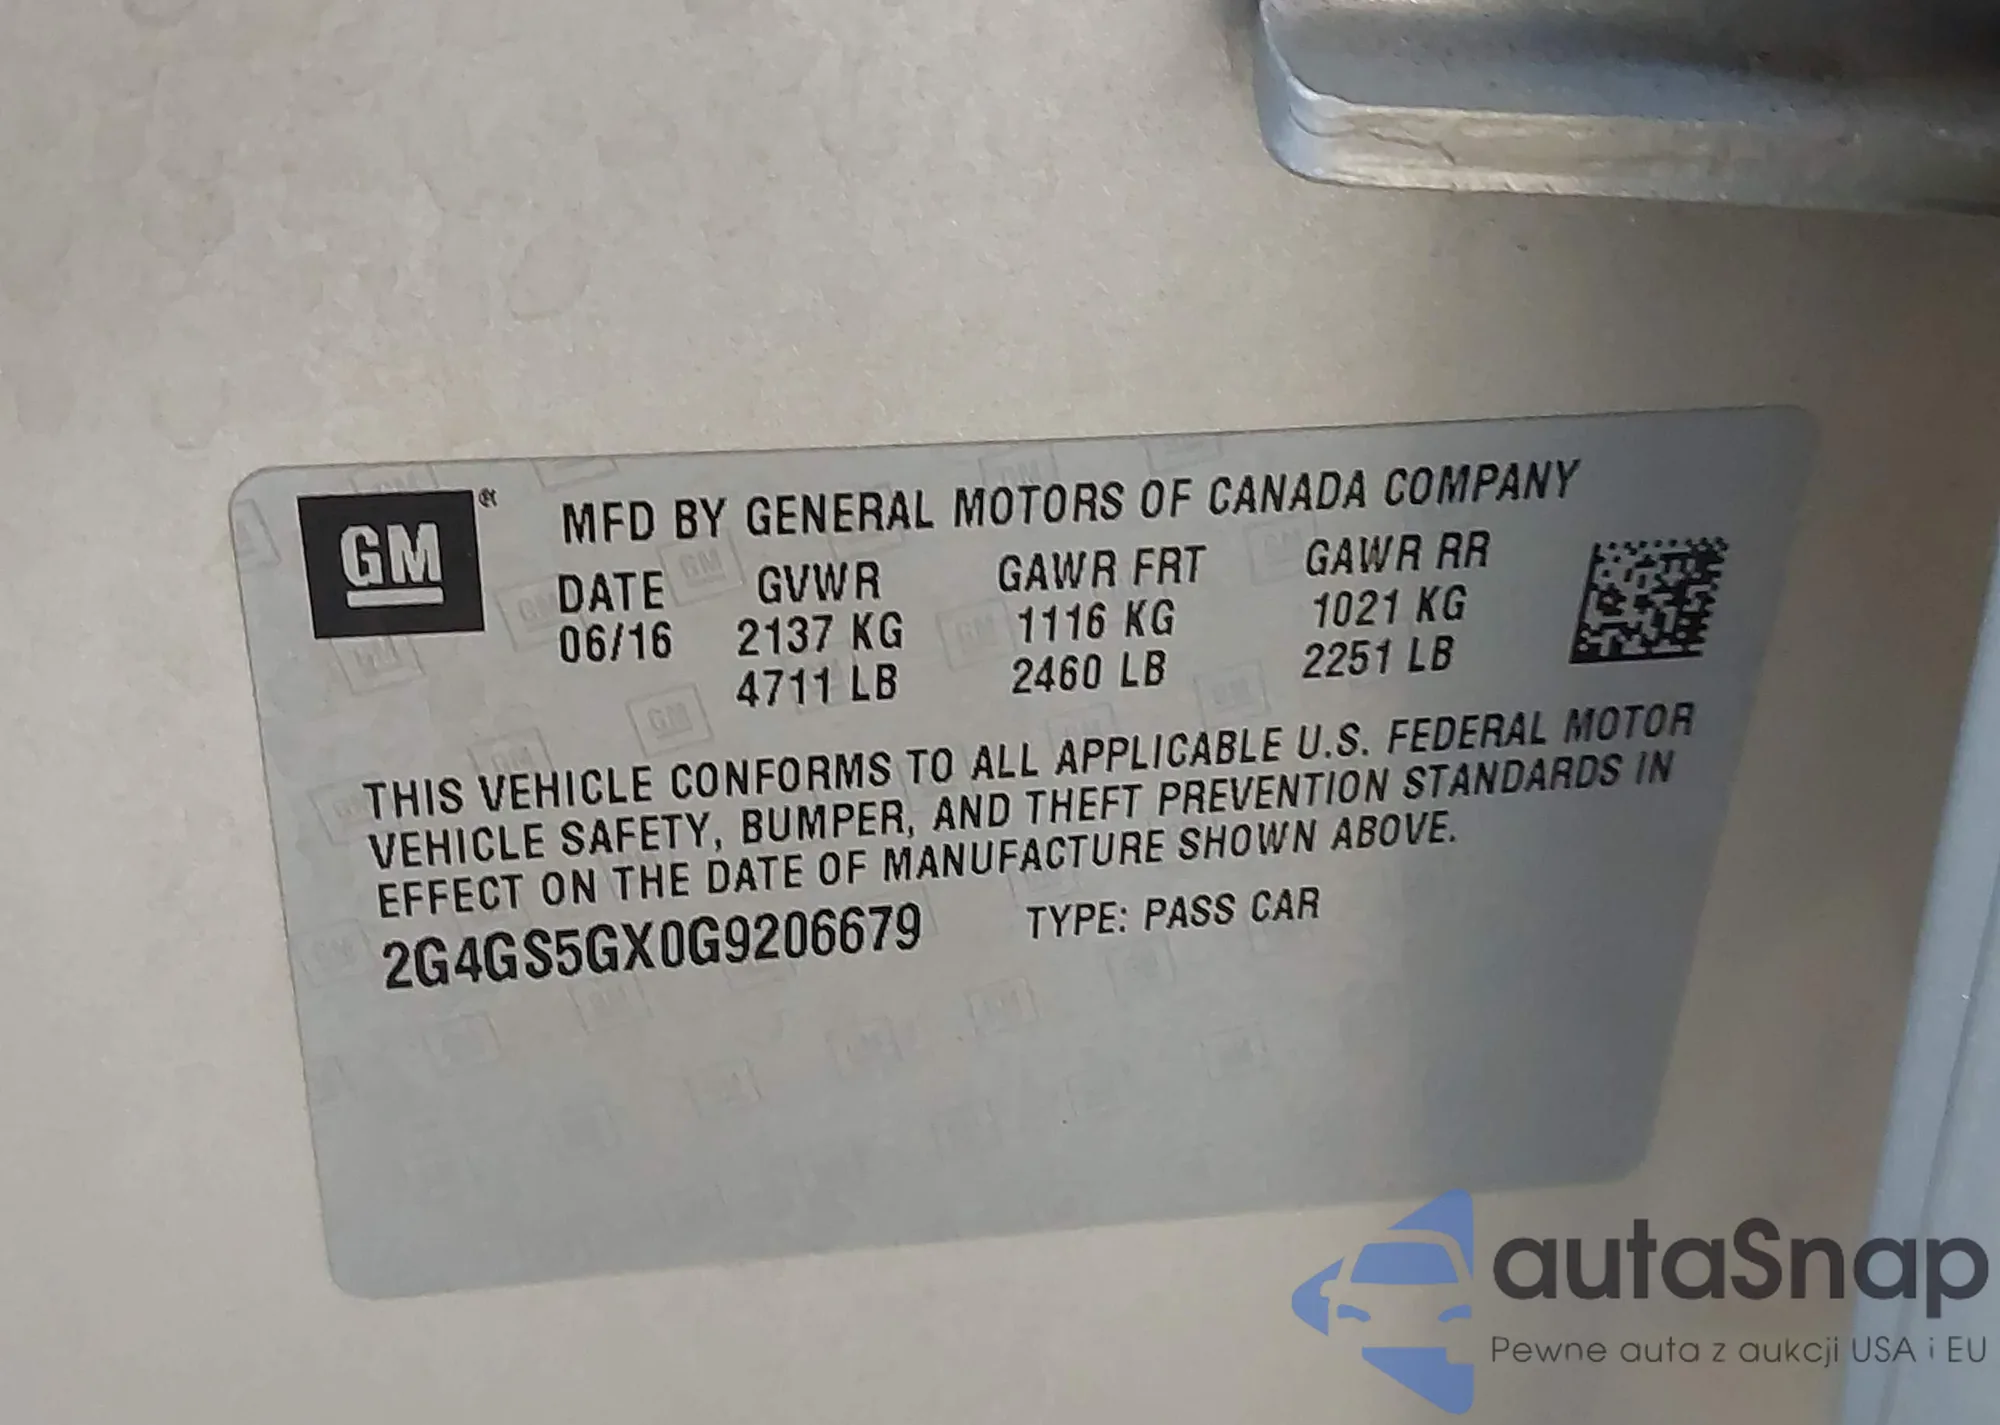 GM
MFD BY GENERAL MOTORS OF CANADA COMPANY
DATE GVWR GAWR FRT GAWR RR
06/16 2137 KG 1116 KG 1021 KG
4711 LB 2460 LB 2251 LB
THIS VEHICLE CONFORMS TO ALL APPLICABLE U.S. FEDERAL MOTOR
VEHICLE SAFETY, BUMPER, AND THEFT PREVENTION STANDARDS IN
EFFECT ON THE DATE OF MANUFACTURE SHOWN ABOVE.
2G4GS5GX0G9206679 TYPE: PASS CAR
autaSnap
Pewne auta z aukcji USA i EU